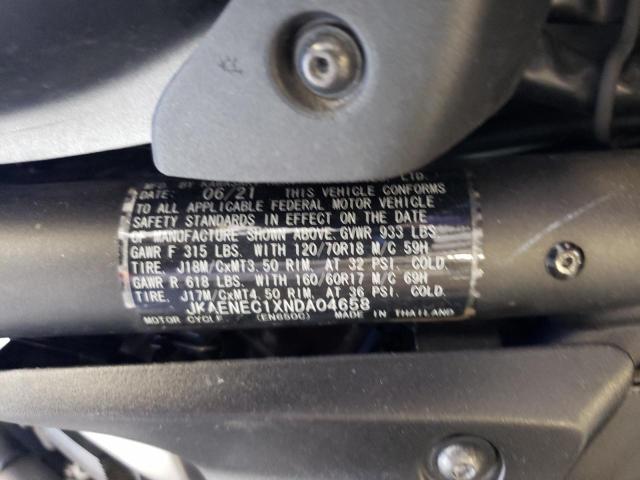 MFD. BY LTD.
DATE: 06/21 THIS VEHICLE CONFORMS
TO ALL APPLICABLE FEDERAL MOTOR VEHICLE
SAFETY STANDARDS IN EFFECT ON THE DATE
OF MANUFACTURE SHOWN ABOVE. GVWR 933 LBS.
GAWR F 315 LBS. WITH 120/70R18 M/C 59H
TIRE. J18M/CxMT3.50 RIM. AT 32 PSI. COLD.
GAWR R 618 LBS. WITH 160/60R17 M/C 69H
TIRE. J17M/CxMT4.50 RIM. AT 36 PSI. COLD.
JKAENEC1XNDA04658
MOTOR CYCLE (EN650C) MADE IN THAILAND